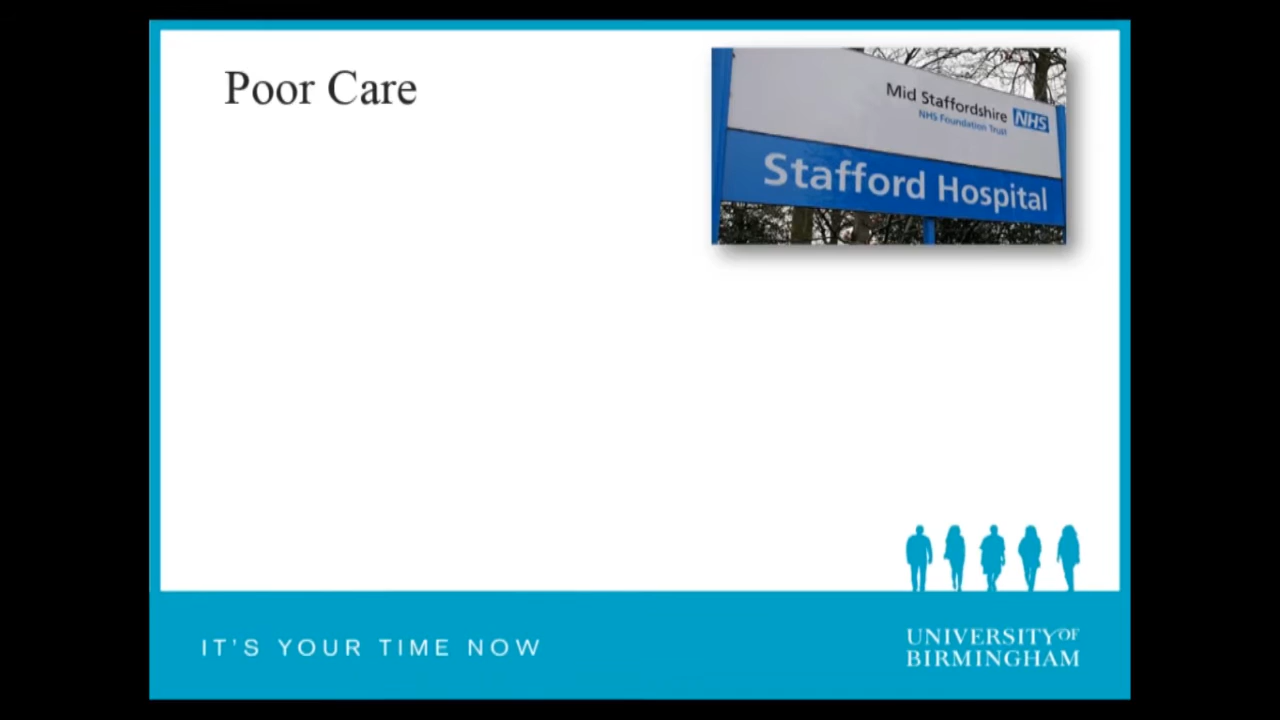 Poor Care
Mid Staffordshire NHS
NHS Foundation Trust
Stafford Hospital
IT'S YOUR TIME NOW
UNIVERSITY OF
BIRMINGHAM